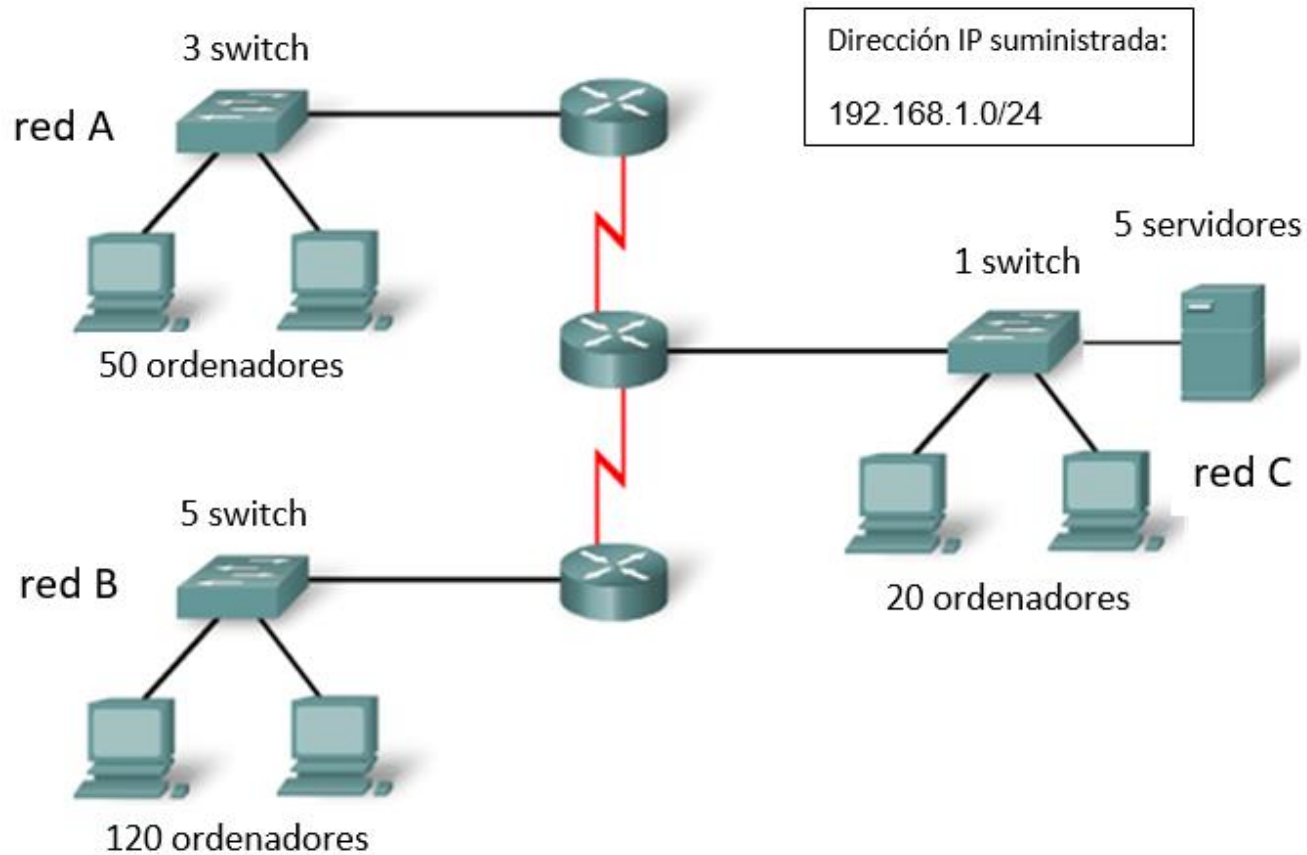 3 switch
red A
50 ordenadores
Dirección IP suministrada:
192.168.1.0/24
5 servidores
1 switch
red C
20 ordenadores
5 switch
red B
120 ordenadores